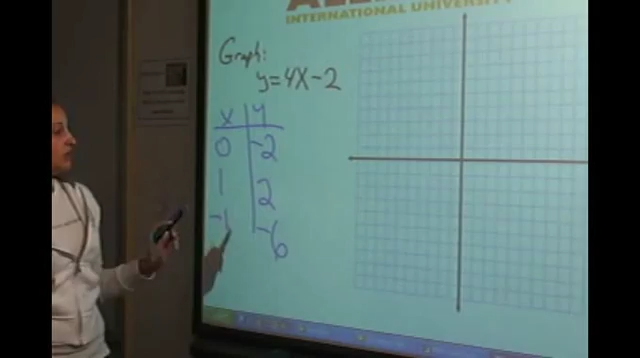 INTERNATIONAL UNIVERSITY
Graph:
y=4x-2
x y
0 -2
1 2
-1 -6